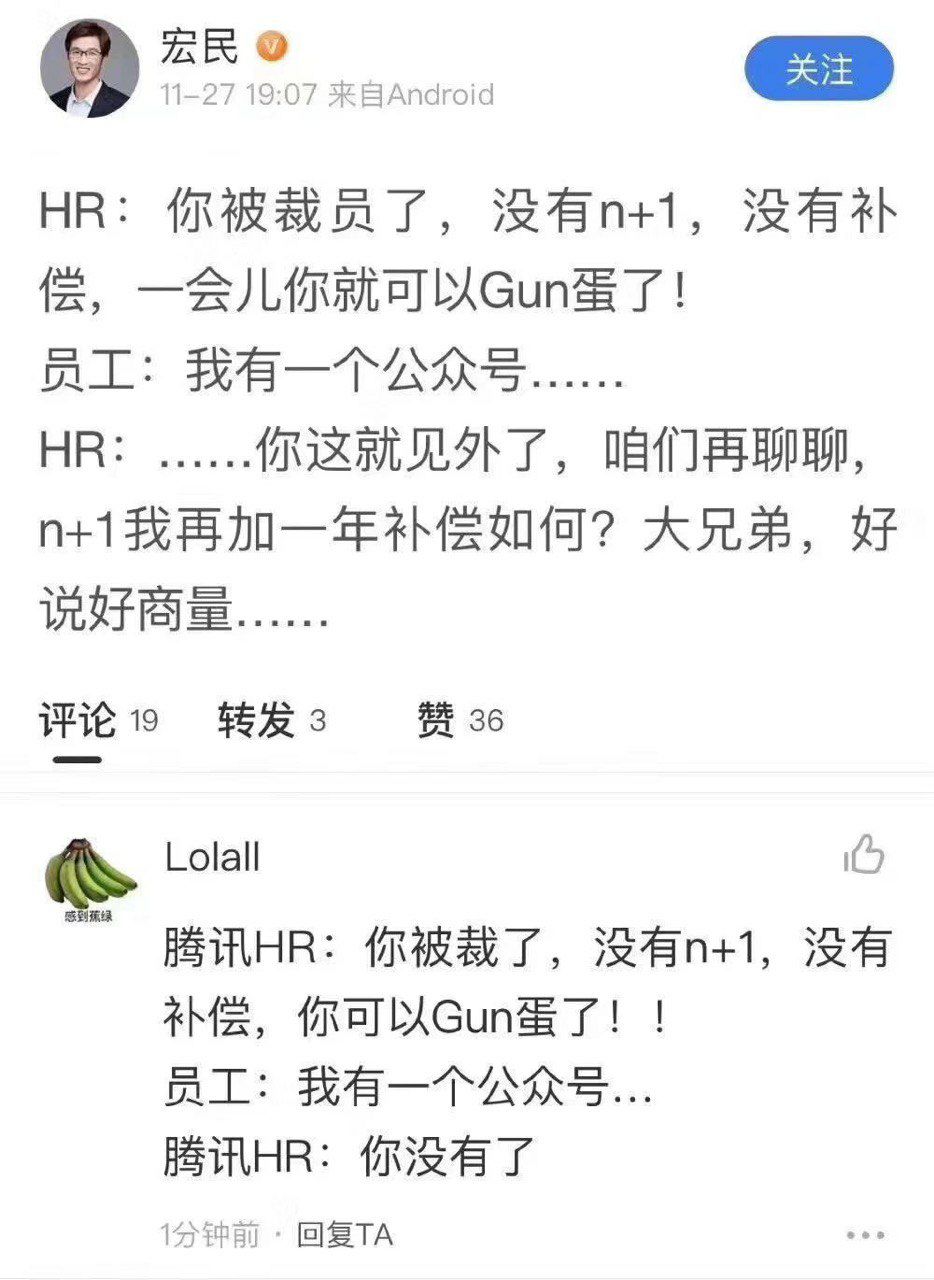 宏民
11-27 19:07 来自Android
关注
HR：你被裁员了，没有n+1，没有补
偿，一会儿你就可以Gun蛋了！
员工：我有一个公众号……
HR：……你这就见外了，咱们再聊聊，
n+1我再加一年补偿如何？大兄弟，好
说好商量……
评论 19 转发 3 赞 36
Lolall
感到蕉绿
腾讯HR：你被裁了，没有n+1，没有
补偿，你可以Gun蛋了！！
员工：我有一个公众号...
腾讯HR：你没有了
1分钟前 · 回复TA